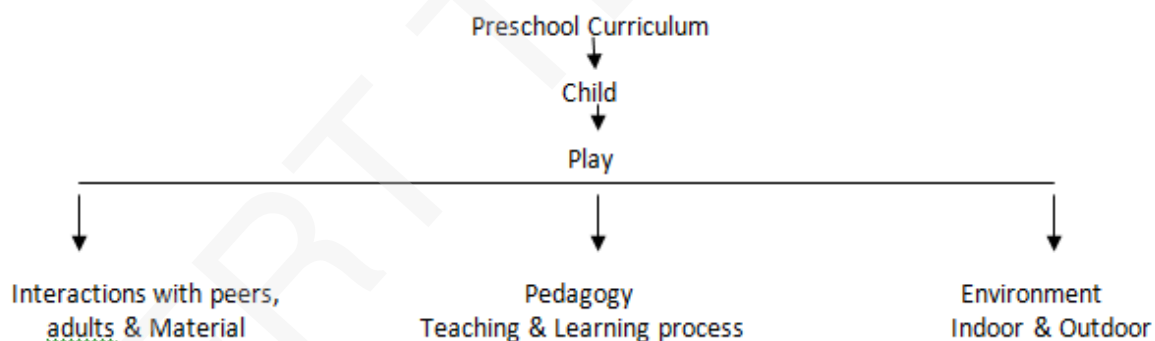 Preschool Curriculum
Child
Play
Interactions with peers,
adults & Material
Pedagogy
Teaching & Learning process
Environment
Indoor & Outdoor